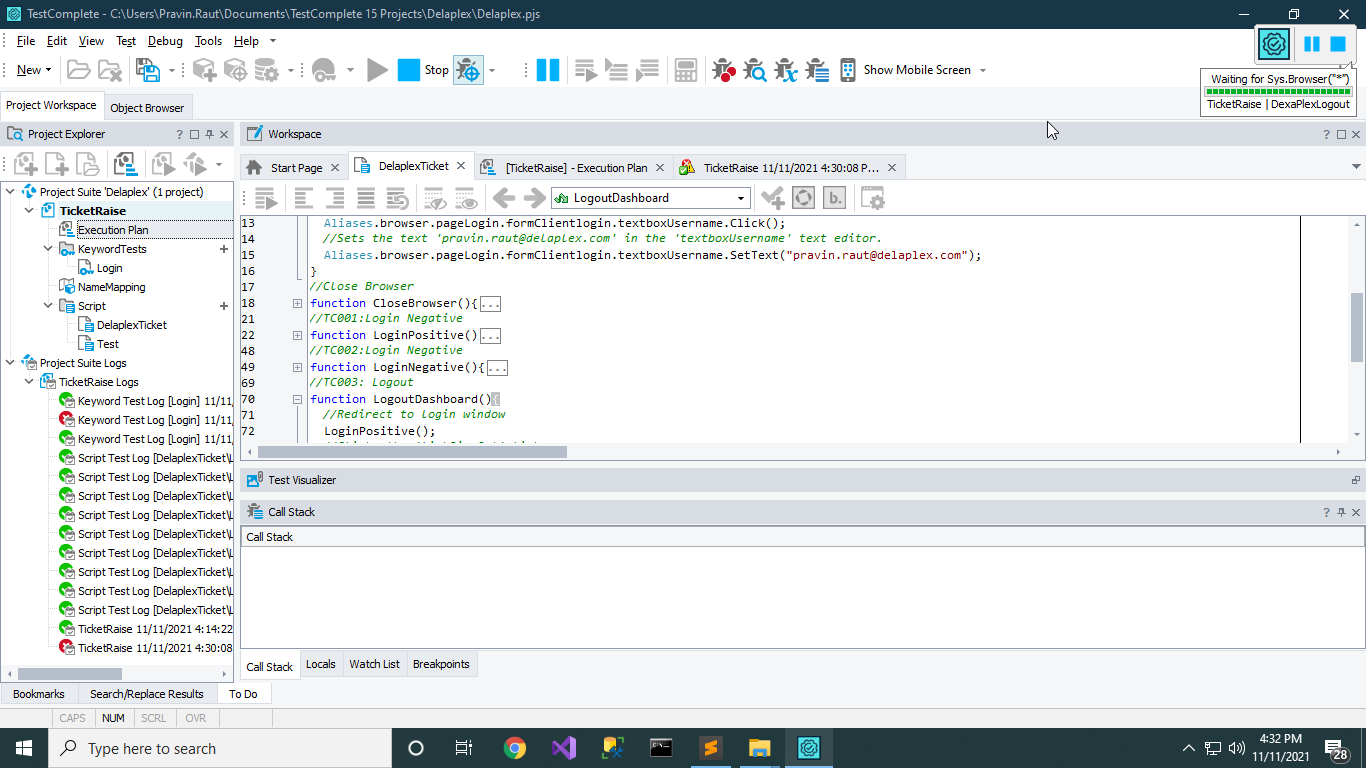 TestComplete - C:\Users\Pravin.Raut\Documents\TestComplete 15 Projects\Delaplex\Delaplex.pjs
File Edit View Test Debug Tools Help
New Stop Show Mobile Screen
Waiting for Sys.Browser("*")
TicketRaise | DexaPlexLogout
Project Workspace Object Browser
Project Explorer ?
Workspace ?
Start Page DelaplexTicket [TicketRaise] - Execution Plan TicketRaise 11/11/2021 4:30:08 P...
LogoutDashboard b.
Project Suite 'Delaplex' (1 project)
TicketRaise
Execution Plan
KeywordTests +
Login
NameMapping
Script +
DelaplexTicket
Test
Project Suite Logs
TicketRaise Logs
Keyword Test Log [Login] 11/11,
Keyword Test Log [Login] 11/11,
Keyword Test Log [Login] 11/11,
Script Test Log [DelaplexTicket\L
Script Test Log [DelaplexTicket\L
Script Test Log [DelaplexTicket\L
Script Test Log [DelaplexTicket\L
Script Test Log [DelaplexTicket\L
Script Test Log [DelaplexTicket\L
Script Test Log [DelaplexTicket\L
Script Test Log [DelaplexTicket\L
Script Test Log [DelaplexTicket\L
TicketRaise 11/11/2021 4:14:22
TicketRaise 11/11/2021 4:30:08
13 Aliases.browser.pageLogin.formClientlogin.textboxUsername.Click();
14 //Sets the text 'pravin.raut@delaplex.com' in the 'textboxUsername' text editor.
15 Aliases.browser.pageLogin.formClientlogin.textboxUsername.SetText("pravin.raut@delaplex.com");
16 }
17 //Close Browser
18 function CloseBrowser(){...
21 //TC001:Login Negative
22 function LoginPositive()...
48 //TC002:Login Negative
49 function LoginNegative(){...
69 //TC003: Logout
70 function LogoutDashboard(){
71 //Redirect to login window
72 LoginPositive();
Test Visualizer
Call Stack ?
Call Stack
Call Stack Locals Watch List Breakpoints
Bookmarks Search/Replace Results To Do
CAPS NUM SCRL OVR
Type here to search
4:32 PM
11/11/2021
28